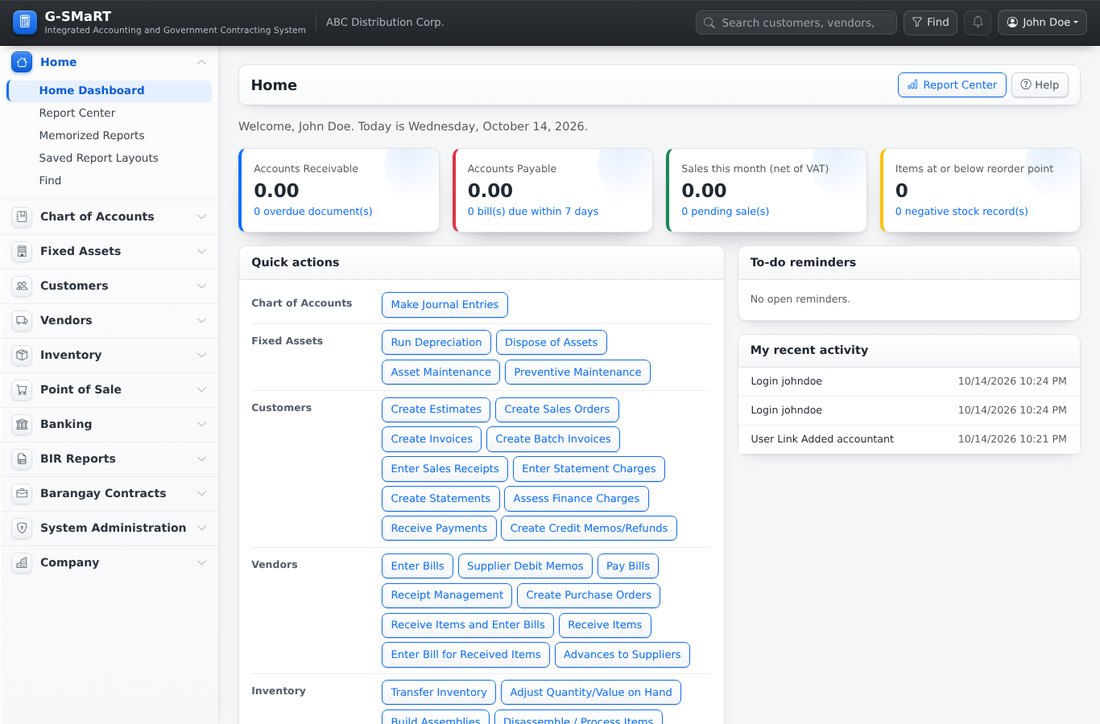 G-SMaRT
Integrated Accounting and Government Contracting System
ABC Distribution Corp.
Search customers, vendors,
Find
John Doe
Home
Home Dashboard
Report Center
Memorized Reports
Saved Report Layouts
Find
Chart of Accounts
Fixed Assets
Customers
Vendors
Inventory
Point of Sale
Banking
BIR Reports
Barangay Contracts
System Administration
Company
Home
Report Center
Help
Welcome, John Doe. Today is Wednesday, October 14, 2026.
Accounts Receivable
0.00
0 overdue document(s)
Accounts Payable
0.00
0 bill(s) due within 7 days
Sales this month (net of VAT)
0.00
0 pending sale(s)
Items at or below reorder point
0
0 negative stock record(s)
Quick actions
Chart of Accounts
Make Journal Entries
Fixed Assets
Run Depreciation Dispose of Assets
Asset Maintenance Preventive Maintenance
Customers
Create Estimates Create Sales Orders
Create Invoices Create Batch Invoices
Enter Sales Receipts Enter Statement Charges
Create Statements Assess Finance Charges
Receive Payments Create Credit Memos/Refunds
Vendors
Enter Bills Supplier Debit Memos Pay Bills
Receipt Management Create Purchase Orders
Receive Items and Enter Bills Receive Items
Enter Bill for Received Items Advances to Suppliers
Inventory
Transfer Inventory Adjust Quantity/Value on Hand
Build Assemblies Disassemble / Process Items
To-do reminders
No open reminders.
My recent activity
Login johndoe 10/14/2026 10:24 PM
Login johndoe 10/14/2026 10:24 PM
User Link Added accountant 10/14/2026 10:21 PM